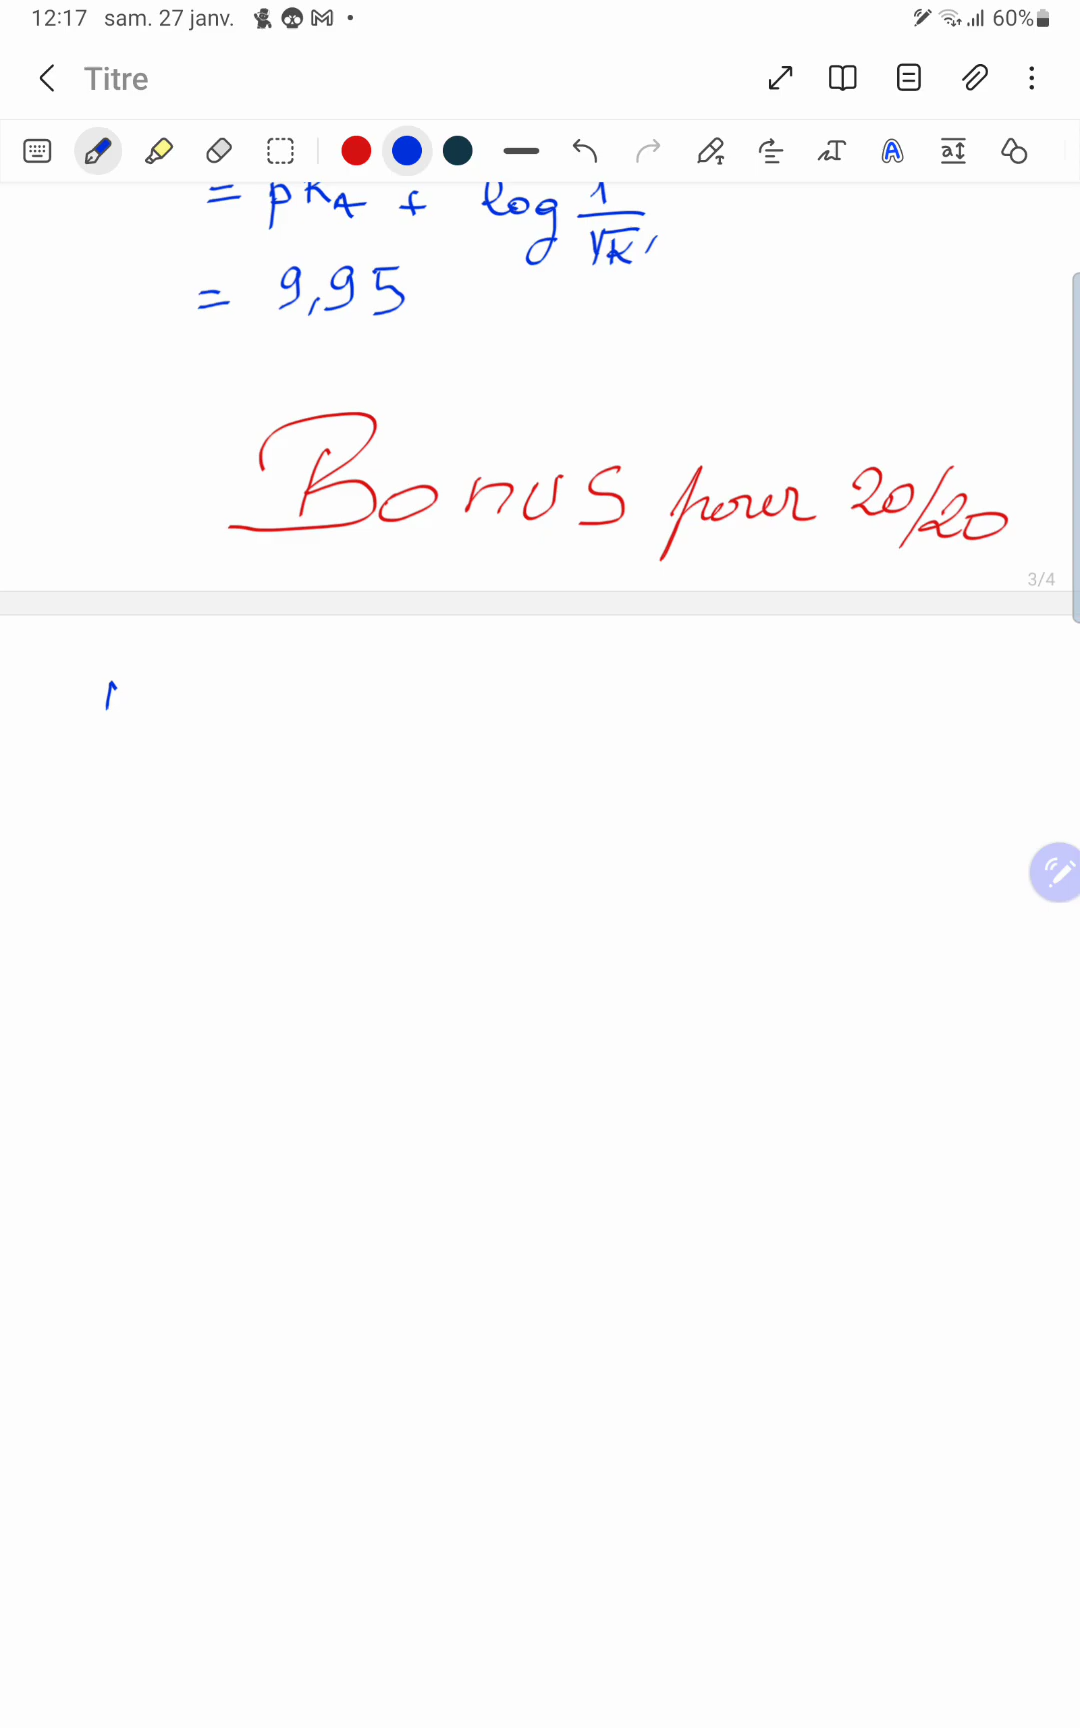 12:17 sam. 27 janv. 60%
Titre
= pKA + log 1/√K'
= 9,95
Bonus pour 20/20
3/4